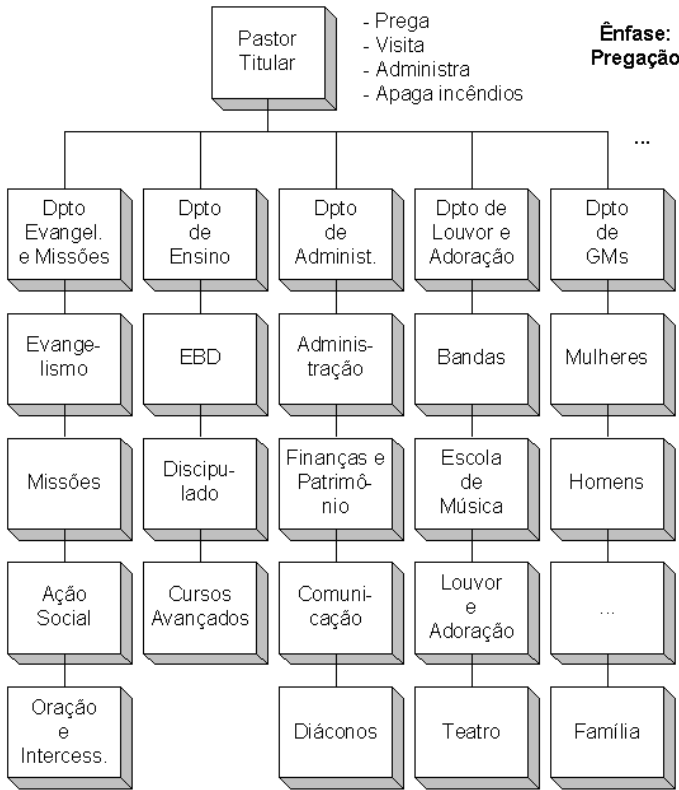 Pastor
Titular
- Prega
- Visita
- Administra
- Apaga incêndios
Ênfase:
Pregação
...
Dpto
Evangel.
e Missões
Dpto
de
Ensino
Dpto
de
Administ.
Dpto de
Louvor e
Adoração
Dpto
de
GMs
Evange-
lismo
EBD
Adminis-
tração
Bandas
Mulheres
Missões
Discipu-
lado
Finanças e
Patrimô-
nio
Escola
de
Música
Homens
Ação
Social
Cursos
Avançados
Comuni-
cação
Louvor
e
Adoração
...
Oração
e
Intercess.
Diáconos
Teatro
Família